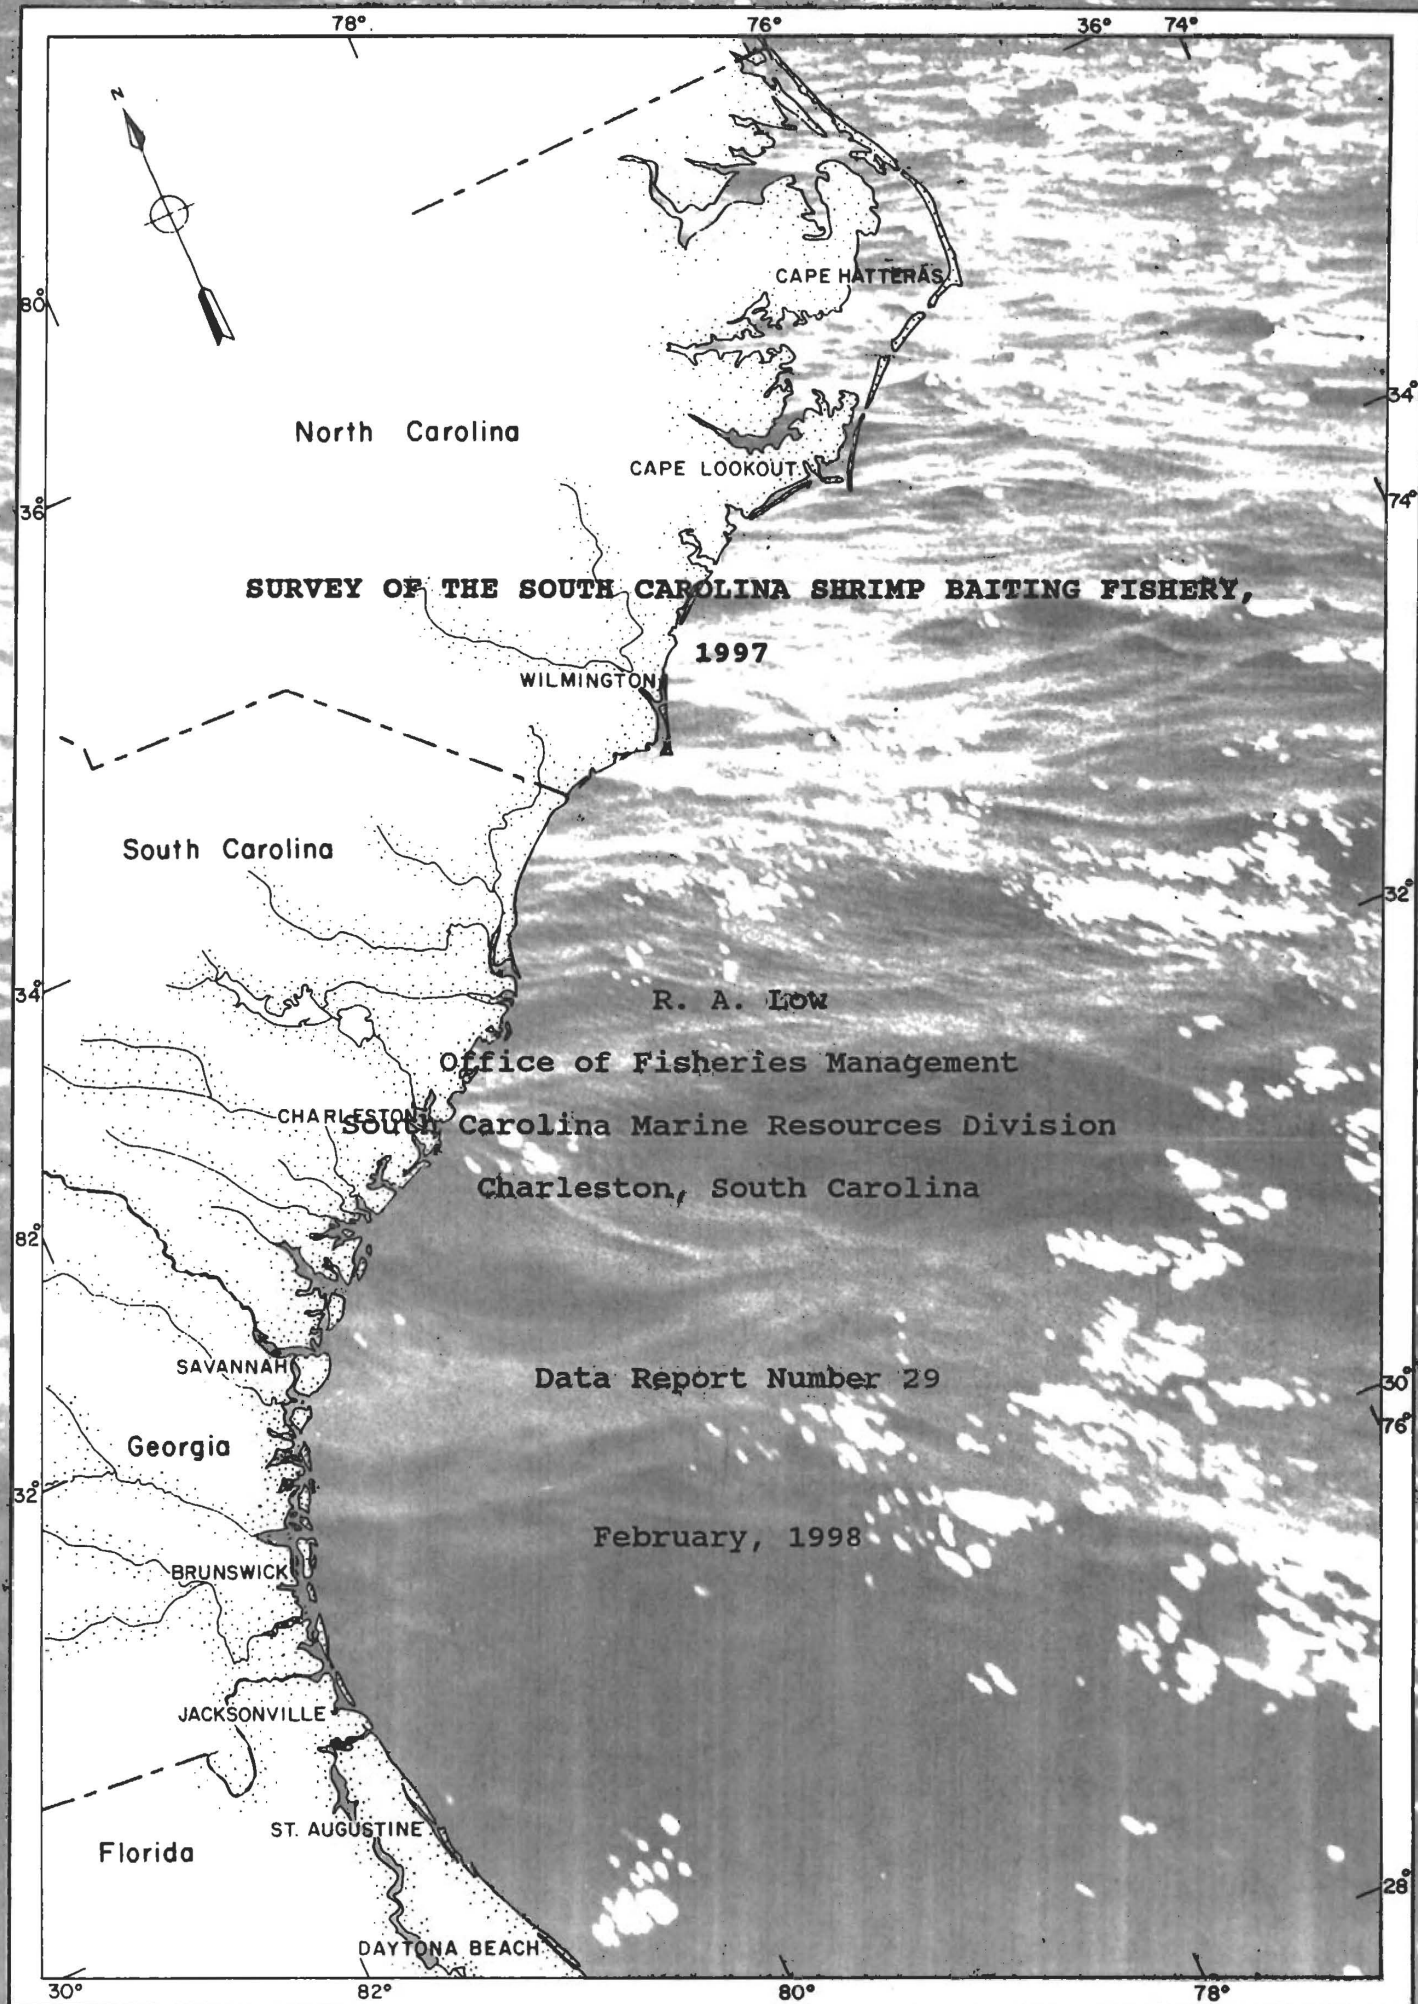 78°
76°
36°
74°
N
CAPE HATTERAS
80°
34°
North Carolina
CAPE LOOKOUT
36°
74°
SURVEY OF THE SOUTH CAROLINA SHRIMP BAITING FISHERY,
1997
WILMINGTON
South Carolina
32°
34°
R. A. Low
Office of Fisheries Management
CHARLESTON
South Carolina Marine Resources Division
Charleston, South Carolina
82°
SAVANNAH
Data Report Number 29
30°
76°
Georgia
32°
February, 1998
BRUNSWICK
JACKSONVILLE
ST. AUGUSTINE
Florida
28°
DAYTONA BEACH
30°
82°
80°
78°